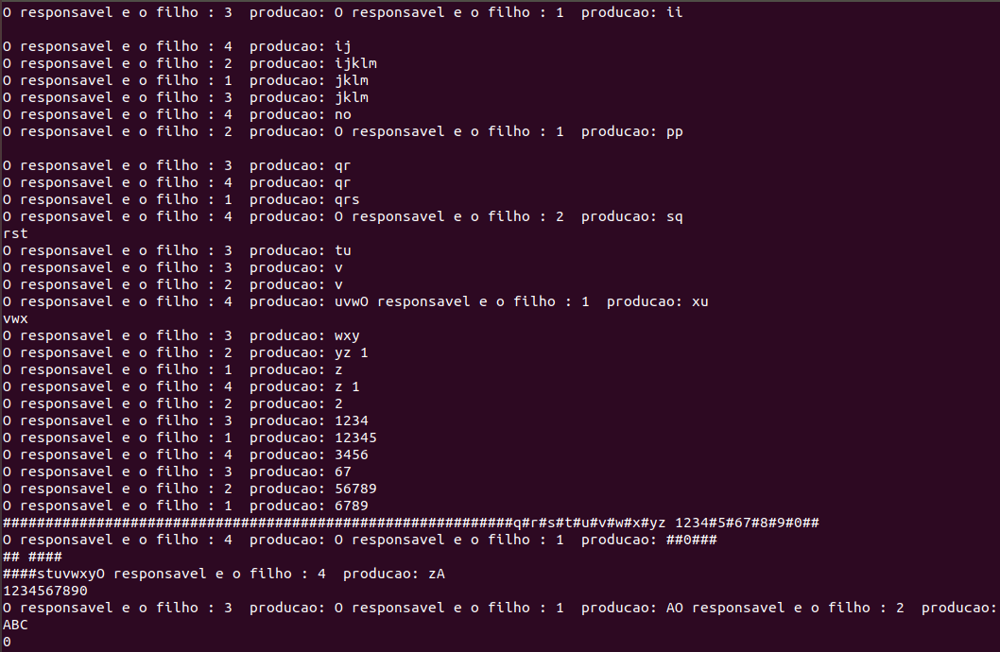 O responsavel e o filho : 3  producao: O responsavel e o filho : 1  producao: ii
O responsavel e o filho : 4  producao: ij
O responsavel e o filho : 2  producao: ijklm
O responsavel e o filho : 1  producao: jklm
O responsavel e o filho : 3  producao: jklm
O responsavel e o filho : 4  producao: no
O responsavel e o filho : 2  producao: O responsavel e o filho : 1  producao: pp
O responsavel e o filho : 3  producao: qr
O responsavel e o filho : 4  producao: qr
O responsavel e o filho : 1  producao: qrs
O responsavel e o filho : 4  producao: O responsavel e o filho : 2  producao: sq
rst
O responsavel e o filho : 3  producao: tu
O responsavel e o filho : 3  producao: v
O responsavel e o filho : 2  producao: v
O responsavel e o filho : 4  producao: uvwO responsavel e o filho : 1  producao: xu
vwx
O responsavel e o filho : 3  producao: wxy
O responsavel e o filho : 2  producao: yz 1
O responsavel e o filho : 1  producao: z
O responsavel e o filho : 4  producao: z 1
O responsavel e o filho : 2  producao: 2
O responsavel e o filho : 3  producao: 1234
O responsavel e o filho : 1  producao: 12345
O responsavel e o filho : 4  producao: 3456
O responsavel e o filho : 3  producao: 67
O responsavel e o filho : 2  producao: 56789
O responsavel e o filho : 1  producao: 6789
############################################################q#r#s#t#u#v#w#x#yz 1234#5#67#8#9#0##
O responsavel e o filho : 4  producao: O responsavel e o filho : 1  producao: ##0###
## ####
####stuvwxyO responsavel e o filho : 4  producao: zA
1234567890
O responsavel e o filho : 3  producao: O responsavel e o filho : 1  producao: AO responsavel e o filho : 2  producao:
ABC
0